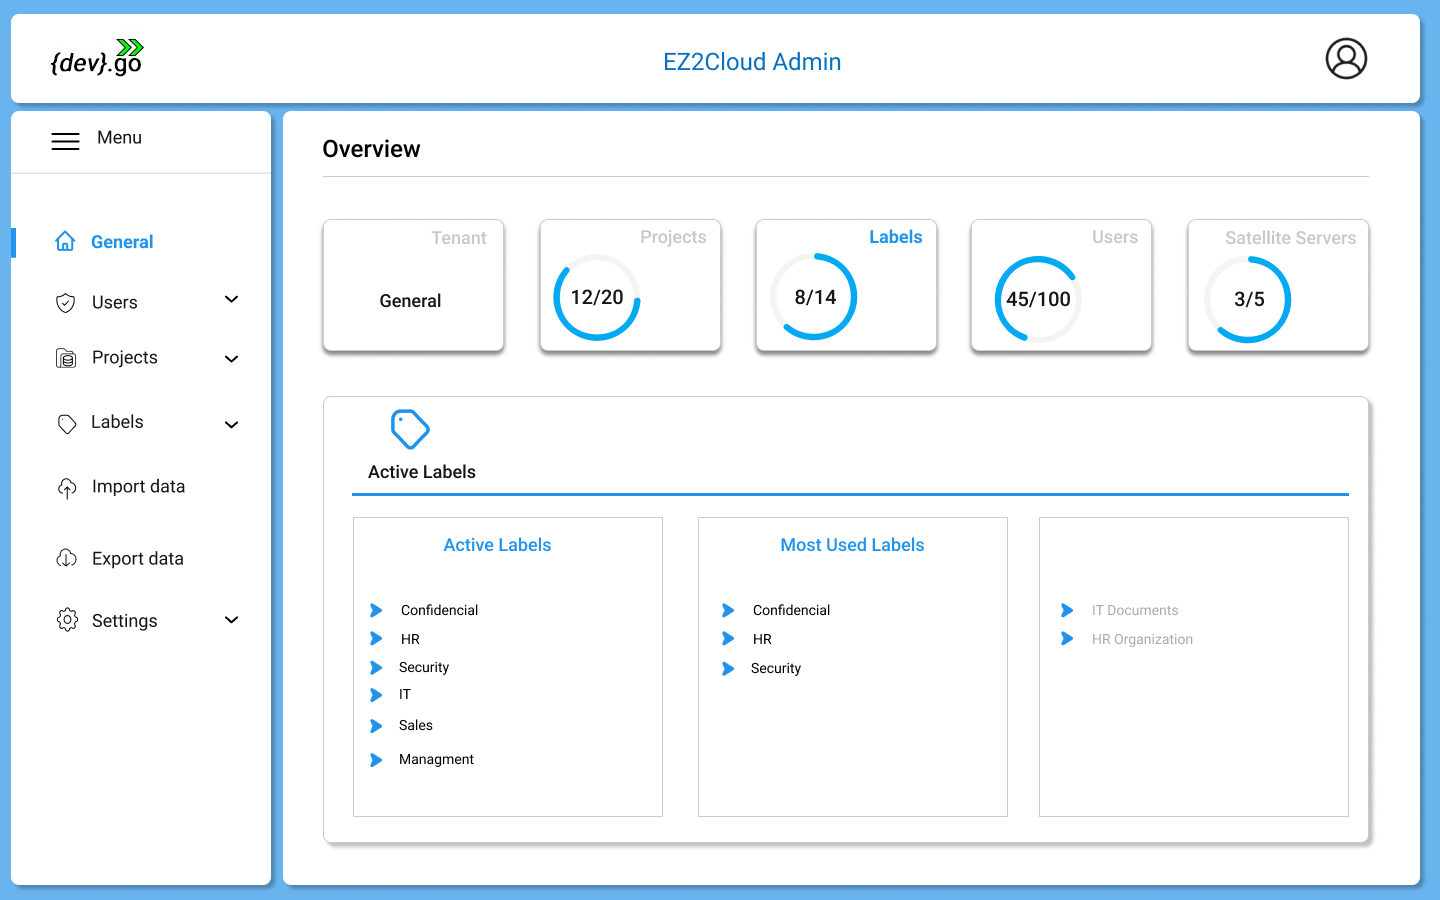 {dev}.go
EZ2Cloud Admin
Menu
General
Users
Projects
Labels
Import data
Export data
Settings
Overview
Tenant
General
Projects
12/20
Labels
8/14
Users
45/100
Satellite Servers
3/5
Active Labels
Active Labels
Confidencial
HR
Security
IT
Sales
Managment
Most Used Labels
Confidencial
HR
Security
IT Documents
HR Organization